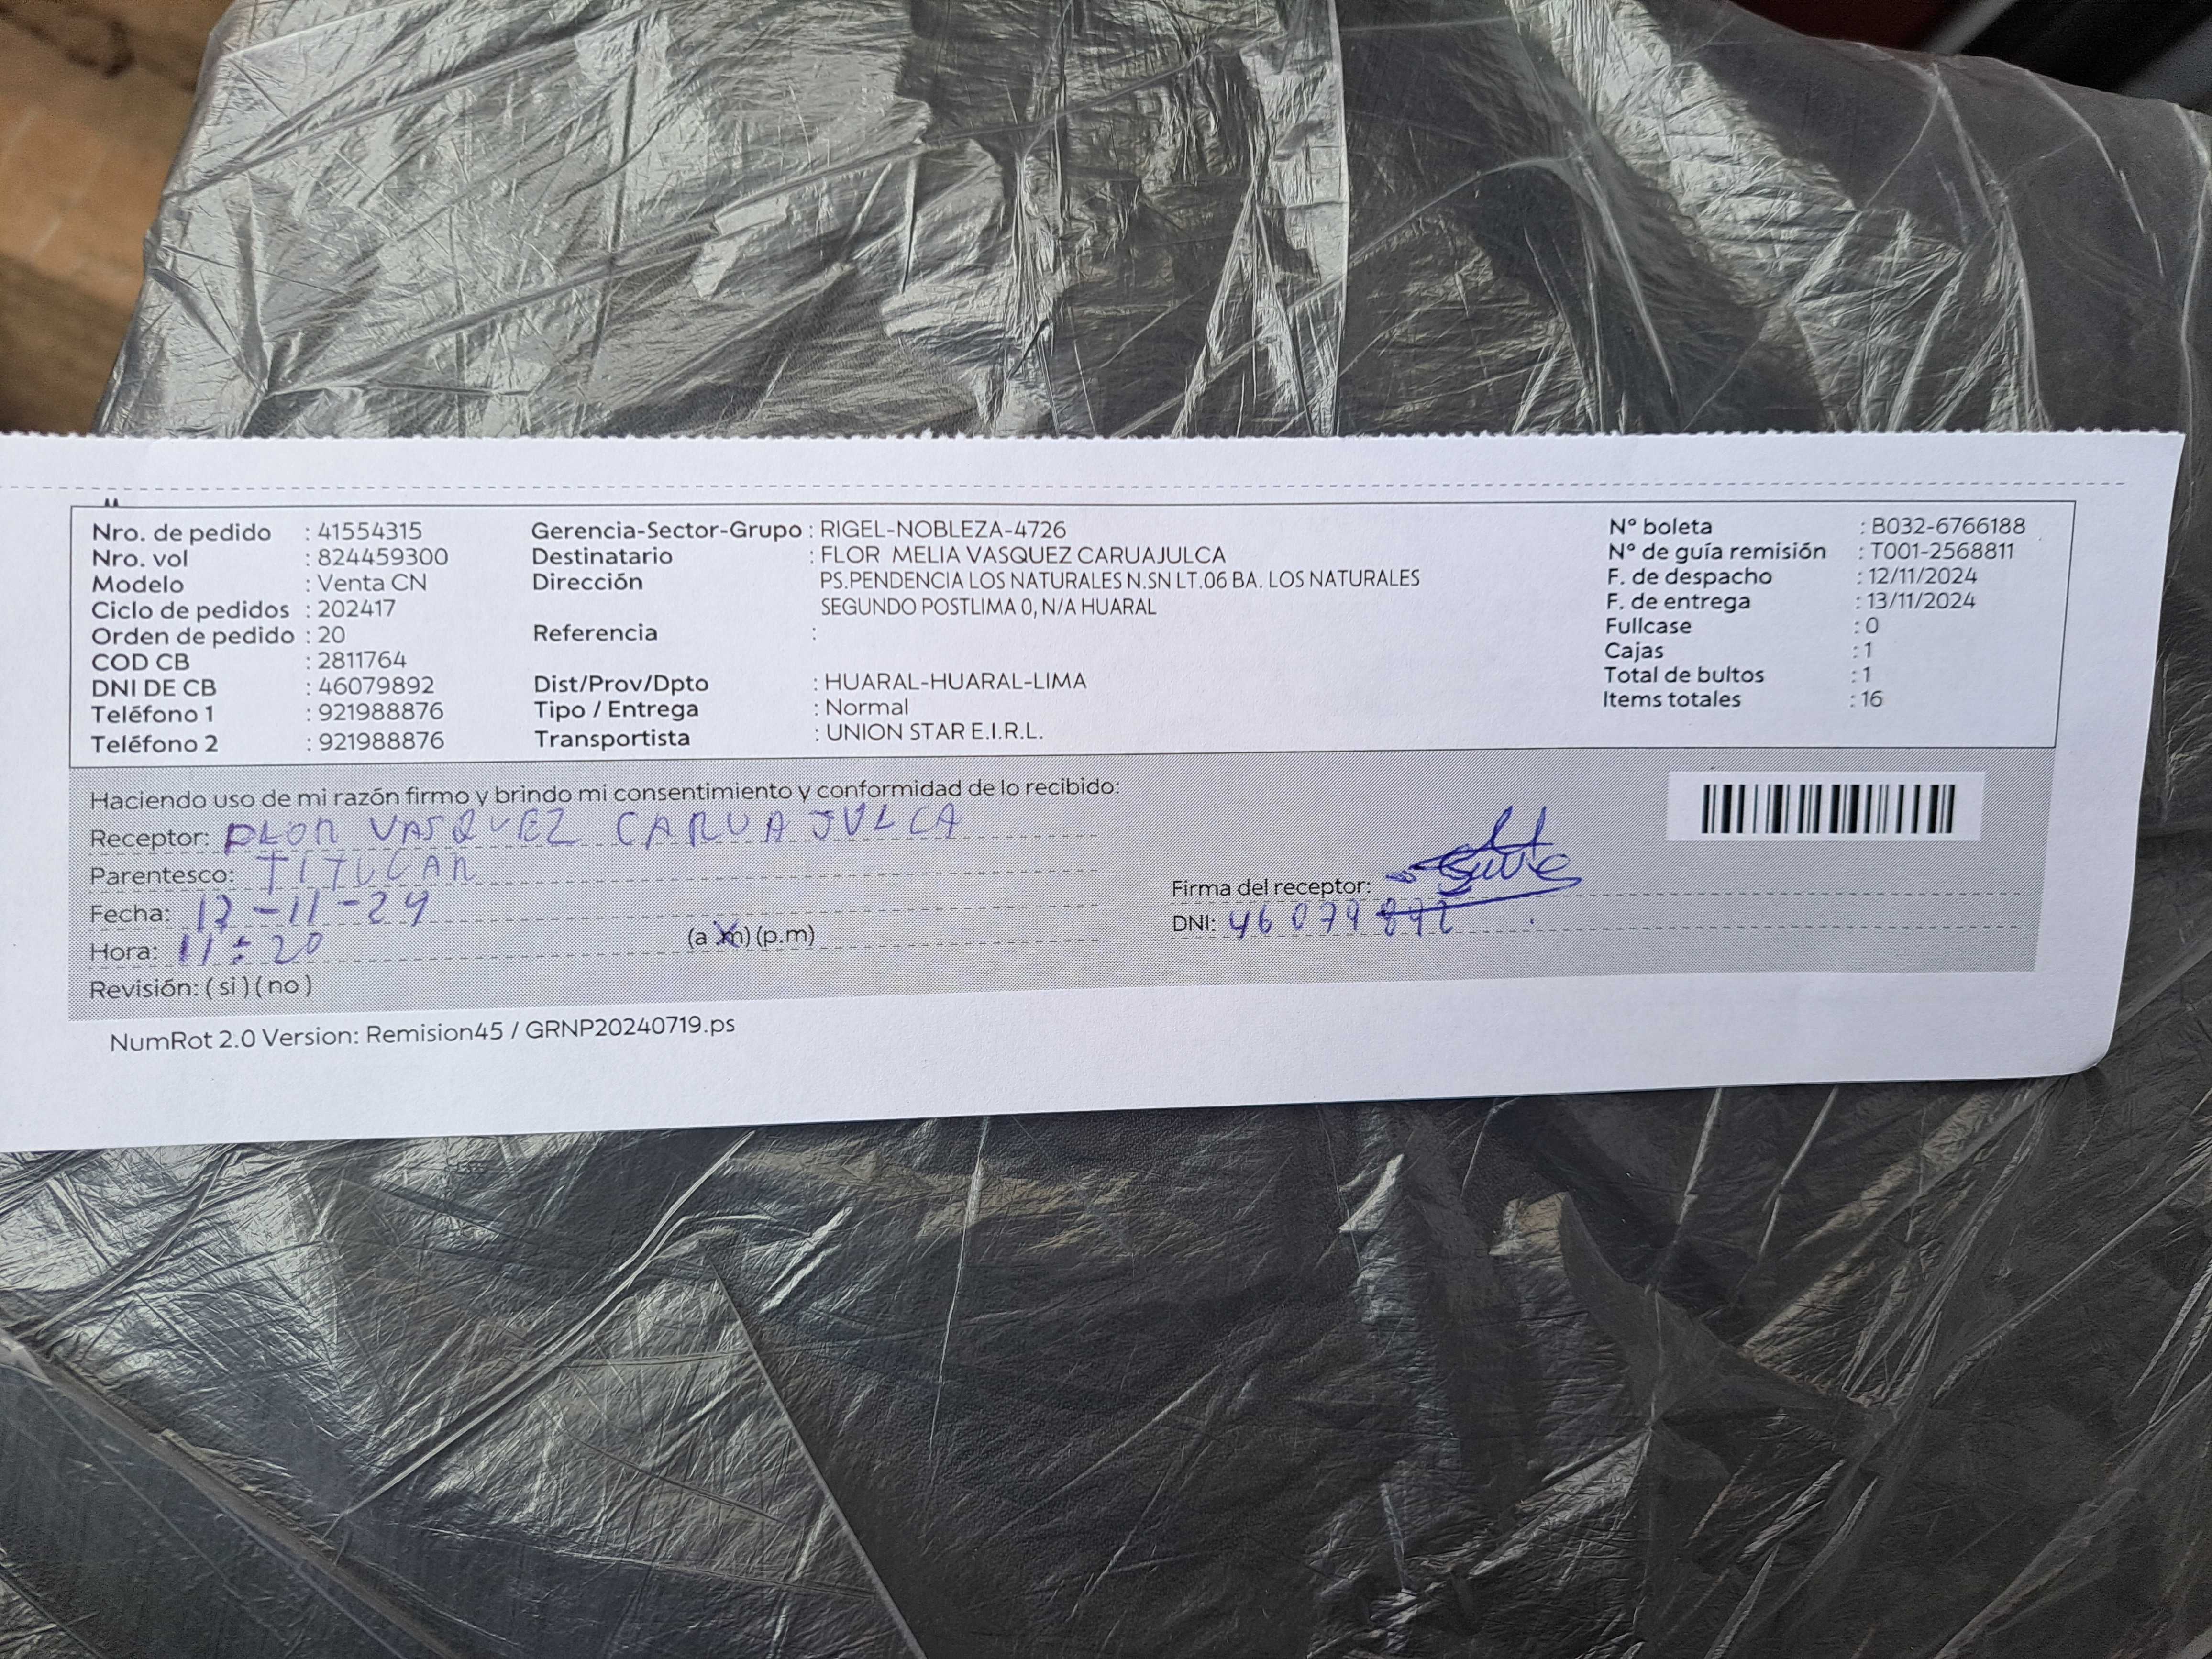 Nro. de pedido : 41554315
Nro. vol : 824459300
Modelo : Venta CN
Ciclo de pedidos : 202417
Orden de pedido : 20
COD CB : 2811764
DNI DE CB : 46079892
Teléfono 1 : 921988876
Teléfono 2 : 921988876
Gerencia-Sector-Grupo : RIGEL-NOBLEZA-4726
Destinatario : FLOR MELIA VASQUEZ CARUAJULCA
Dirección PS.PENDENCIA LOS NATURALES N.SN LT.06 BA. LOS NATURALES
SEGUNDO POSTLIMA 0, N/A HUARAL
Referencia :
Dist/Prov/Dpto : HUARAL-HUARAL-LIMA
Tipo / Entrega : Normal
Transportista : UNION STAR E.I.R.L.
N° boleta : B032-6766188
N° de guía remisión : T001-2568811
F. de despacho : 12/11/2024
F. de entrega : 13/11/2024
Fullcase : 0
Cajas : 1
Total de bultos : 1
Items totales : 16
Haciendo uso de mi razón firmo y brindo mi consentimiento y conformidad de lo recibido:
Receptor: FLOR VASQUEZ CARUAJULCA
Parentesco: TITULAR
Fecha: -11-24
Hora: 11:20 (a m) (p.m)
Revisión: ( si ) ( no )
Firma del receptor:
DNI: 46079892
NumRot 2.0 Version: Remision45 / GRNP20240719.ps